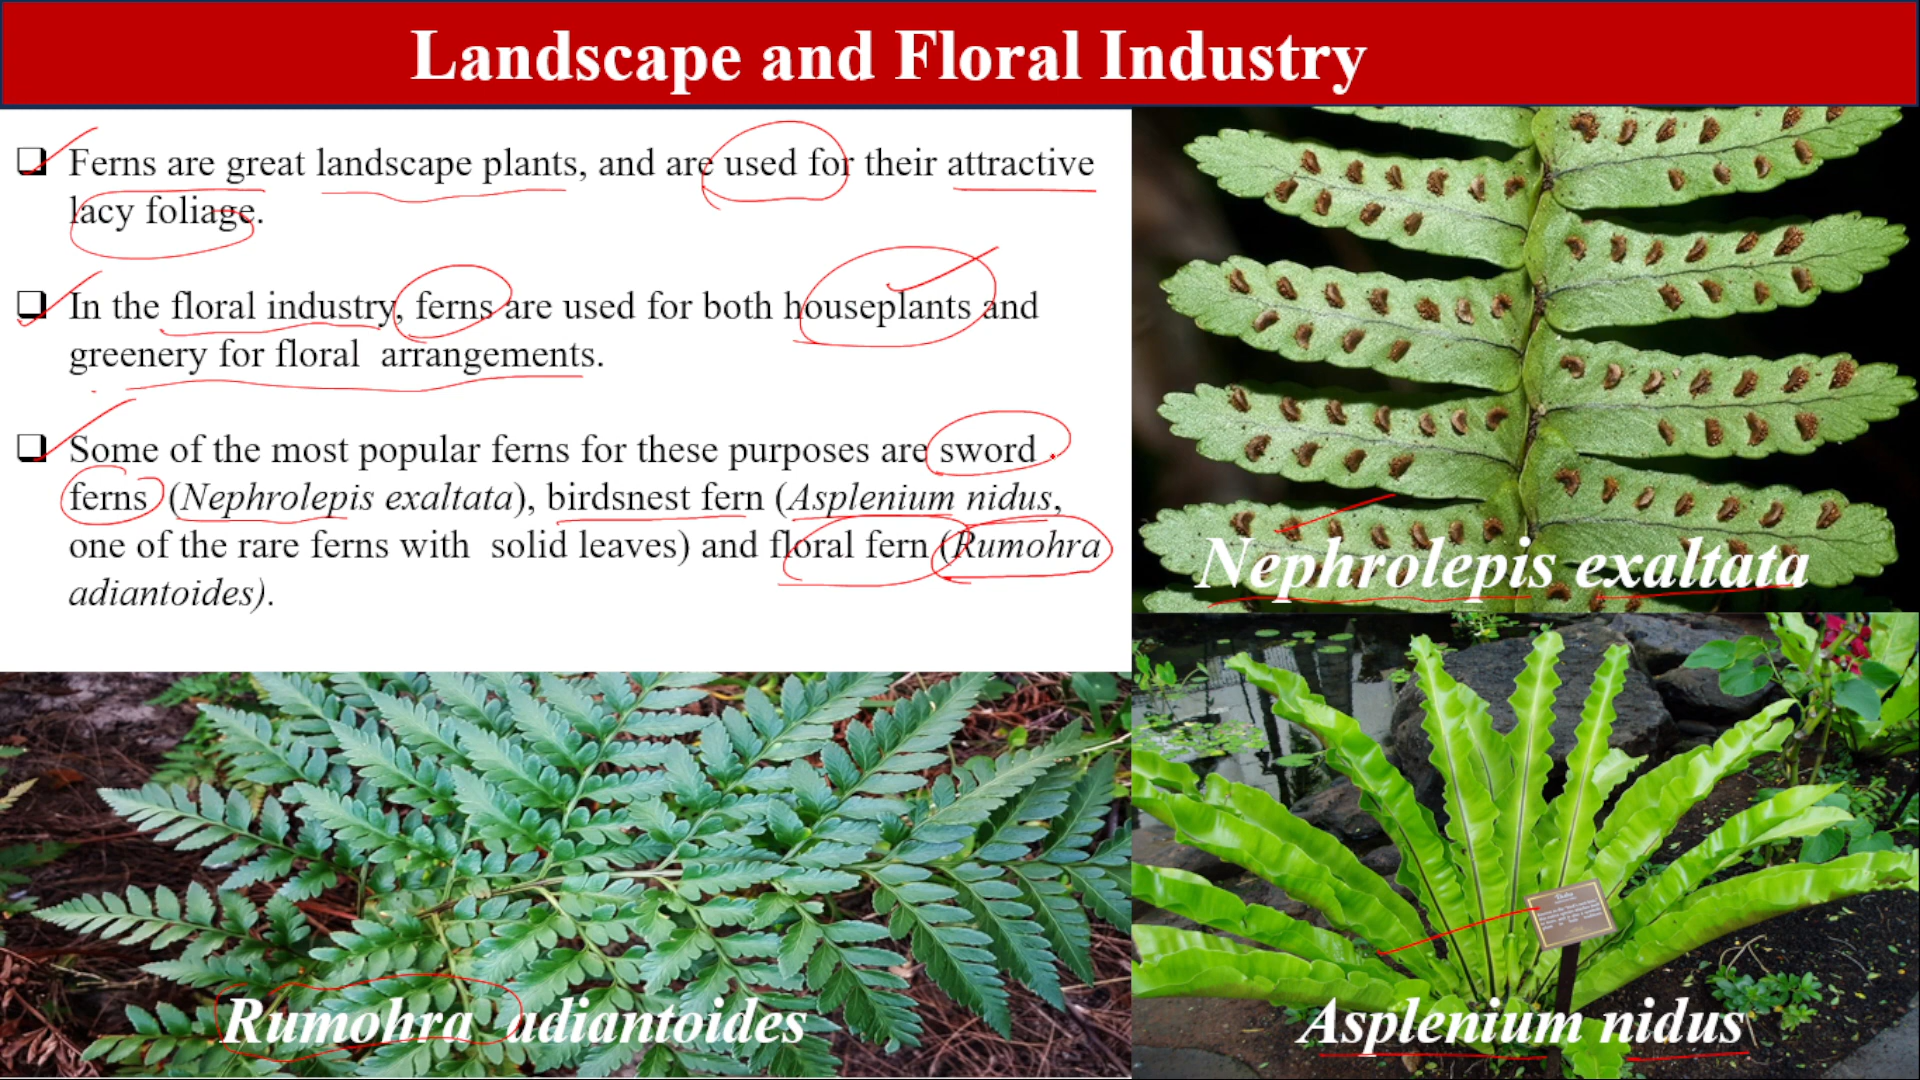 Landscape and Floral Industry
Ferns are great landscape plants, and are used for their attractive
lacy foliage.
In the floral industry, ferns are used for both houseplants and
greenery for floral arrangements.
Some of the most popular ferns for these purposes are sword
ferns (Nephrolepis exaltata), birdsnest fern (Asplenium nidus,
one of the rare ferns with solid leaves) and floral fern (Rumohra
adiantoides).
Nephrolepis exaltata
Rumohra adiantoides
Asplenium nidus